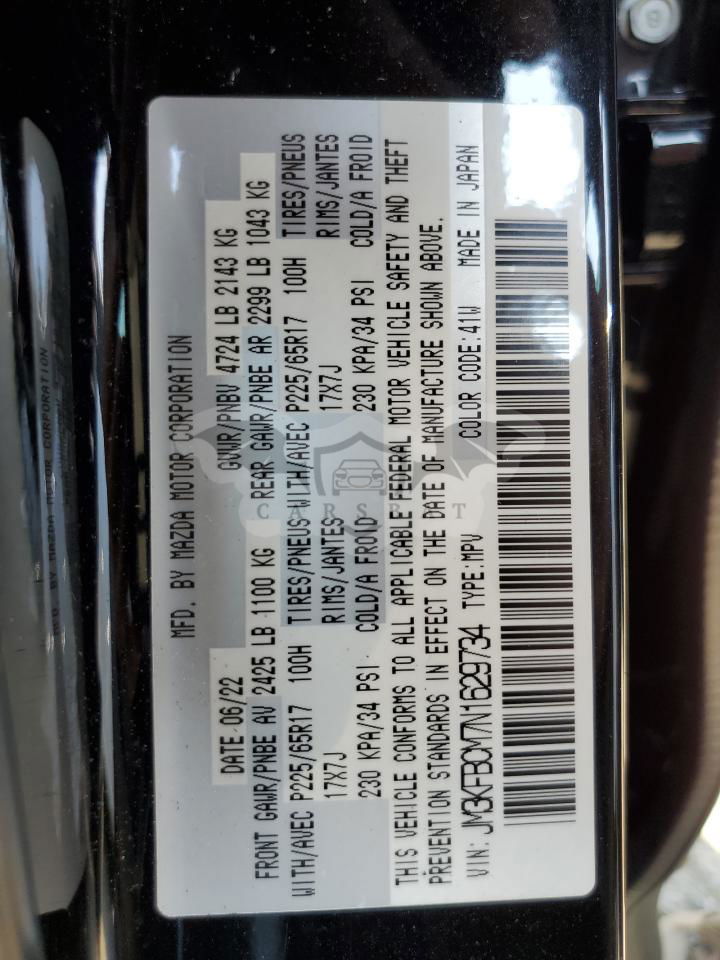 MFD. BY MAZDA MOTOR CORPORATION
DATE 06/22 GVWR/PNBV 4724 LB 2143 KG
FRONT GAWR/PNBE AV 2425 LB 1100 KG REAR GAWR/PNBE AR 2299 LB 1043 KG
WITH/AVEC P225/65R17 100H TIRES/PNEUS WITH/AVEC P225/65R17 100H TIRES/PNEUS
17X7J RIMS/JANTES 17X7J RIMS/JANTES
230 KPA/34 PSI COLD/A FROID 230 KPA/34 PSI COLD/A FROID
THIS VEHICLE CONFORMS TO ALL APPLICABLE FEDERAL MOTOR VEHICLE SAFETY AND THEFT
PREVENTION STANDARDS IN EFFECT ON THE DATE OF MANUFACTURE SHOWN ABOVE.
VIN: JM3KFBCM7N1629734 TYPE:MPV COLOR CODE:41W MADE IN JAPAN
CARSBAT